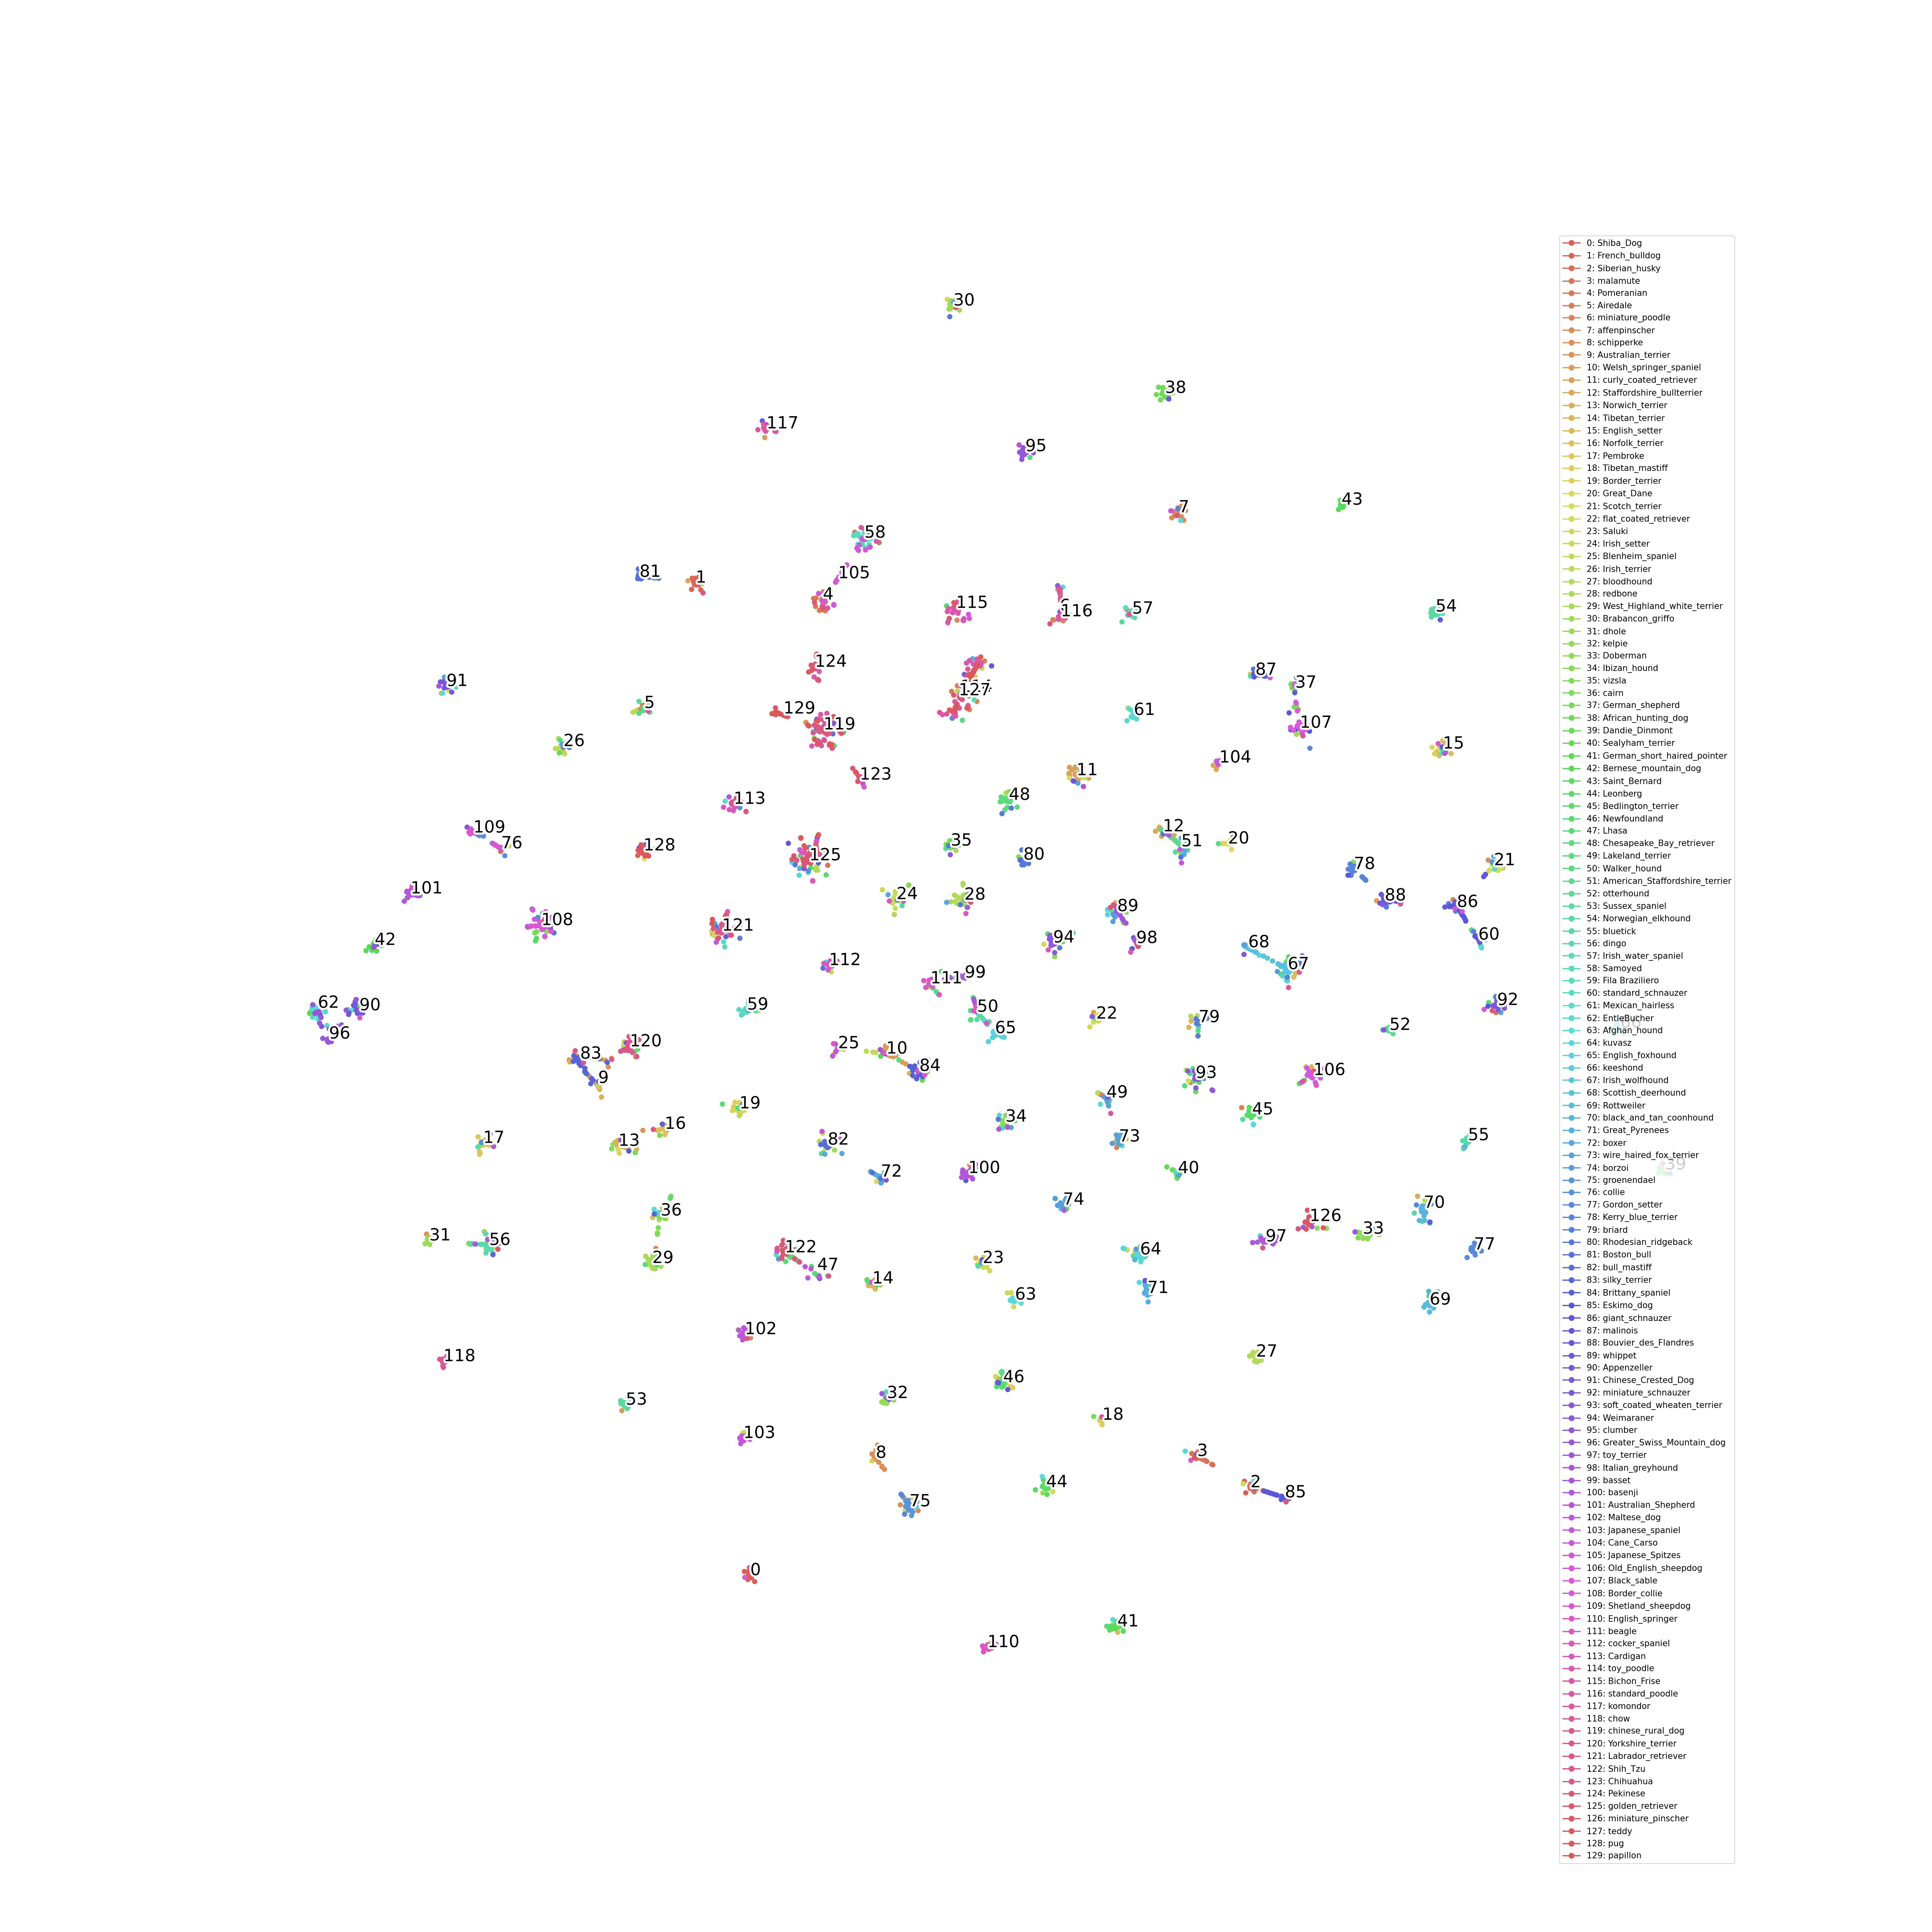 30
38
117
95
7
43
58
81
1
105
4
115
116
57
54
124
87
91
37
127
5
129
61
119
107
26
15
104
11
123
48
113
109
12
76
128
35
51
20
125
80
78
21
101
24
28
88
86
89
108
121
42
94
98
60
68
112
67
111
99
62
90
59
50
22
79
92
96
65
52
120
25
10
83
84
9
93
106
49
19
45
16
34
17
13
82
73
55
100
40
72
39
74
36
70
126
31
56
122
33
97
77
29
47
23
64
14
71
63
69
102
118
27
46
32
53
18
103
8
3
44
2
75
85
0
41
110
0: Shiba_Dog
1: French_bulldog
2: Siberian_husky
3: malamute
4: Pomeranian
5: Airedale
6: miniature_poodle
7: affenpinscher
8: schipperke
9: Australian_terrier
10: Welsh_springer_spaniel
11: curly_coated_retriever
12: Staffordshire_bullterrier
13: Norwich_terrier
14: Tibetan_terrier
15: English_setter
16: Norfolk_terrier
17: Pembroke
18: Tibetan_mastiff
19: Border_terrier
20: Great_Dane
21: Scotch_terrier
22: flat_coated_retriever
23: Saluki
24: Irish_setter
25: Blenheim_spaniel
26: Irish_terrier
27: bloodhound
28: redbone
29: West_Highland_white_terrier
30: Brabancon_griffo
31: dhole
32: kelpie
33: Doberman
34: Ibizan_hound
35: vizsla
36: cairn
37: German_shepherd
38: African_hunting_dog
39: Dandie_Dinmont
40: Sealyham_terrier
41: German_short_haired_pointer
42: Bernese_mountain_dog
43: Saint_Bernard
44: Leonberg
45: Bedlington_terrier
46: Newfoundland
47: Lhasa
48: Chesapeake_Bay_retriever
49: Lakeland_terrier
50: Walker_hound
51: American_Staffordshire_terrier
52: otterhound
53: Sussex_spaniel
54: Norwegian_elkhound
55: bluetick
56: dingo
57: Irish_water_spaniel
58: Samoyed
59: Fila Braziliero
60: standard_schnauzer
61: Mexican_hairless
62: EntleBucher
63: Afghan_hound
64: kuvasz
65: English_foxhound
66: keeshond
67: Irish_wolfhound
68: Scottish_deerhound
69: Rottweiler
70: black_and_tan_coonhound
71: Great_Pyrenees
72: boxer
73: wire_haired_fox_terrier
74: borzoi
75: groenendael
76: collie
77: Gordon_setter
78: Kerry_blue_terrier
79: briard
80: Rhodesian_ridgeback
81: Boston_bull
82: bull_mastiff
83: silky_terrier
84: Brittany_spaniel
85: Eskimo_dog
86: giant_schnauzer
87: malinois
88: Bouvier_des_Flandres
89: whippet
90: Appenzeller
91: Chinese_Crested_Dog
92: miniature_schnauzer
93: soft_coated_wheaten_terrier
94: Weimaraner
95: clumber
96: Greater_Swiss_Mountain_dog
97: toy_terrier
98: Italian_greyhound
99: basset
100: basenji
101: Australian_Shepherd
102: Maltese_dog
103: Japanese_spaniel
104: Cane_Carso
105: Japanese_Spitzes
106: Old_English_sheepdog
107: Black_sable
108: Border_collie
109: Shetland_sheepdog
110: English_springer
111: beagle
112: cocker_spaniel
113: Cardigan
114: toy_poodle
115: Bichon_Frise
116: standard_poodle
117: komondor
118: chow
119: chinese_rural_dog
120: Yorkshire_terrier
121: Labrador_retriever
122: Shih_Tzu
123: Chihuahua
124: Pekinese
125: golden_retriever
126: miniature_pinscher
127: teddy
128: pug
129: papillon